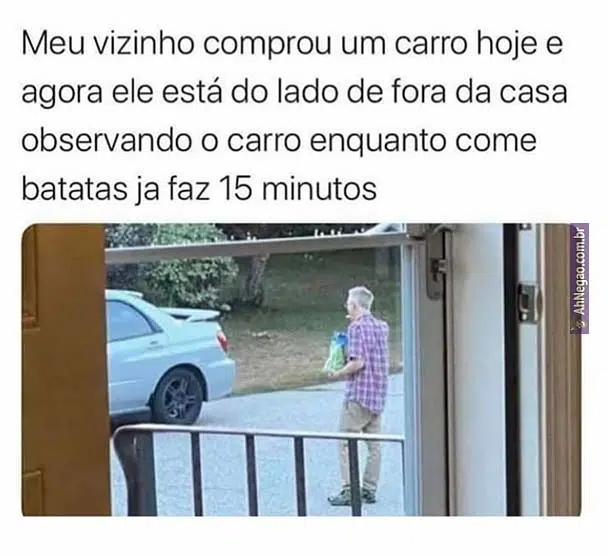 Meu vizinho comprou um carro hoje e
agora ele está do lado de fora da casa
observando o carro enquanto come
batatas ja faz 15 minutos
AhNegao.com.br